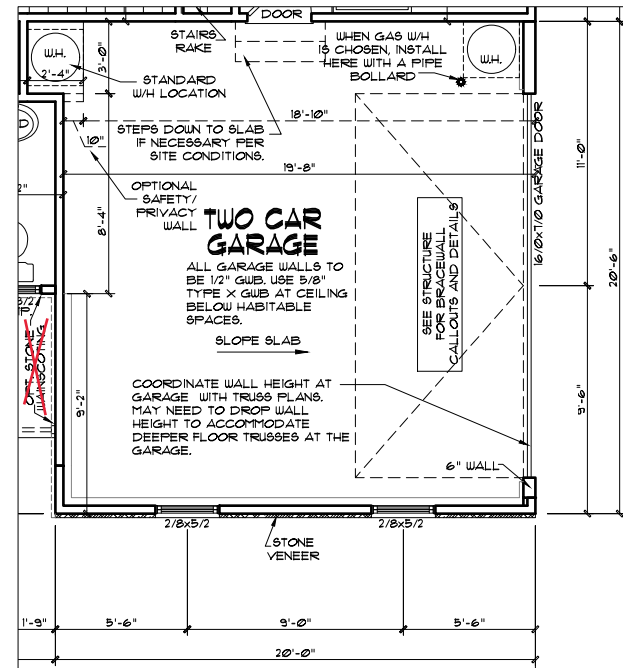 DOOR
STAIRS
RAKE
WHEN GAS W/H
IS CHOSEN, INSTALL
HERE WITH A PIPE
BOLLARD
W.H.
W.H.
2'-4"
3'-0"
STANDARD
W/H LOCATION
18'-10"
STEPS DOWN TO SLAB
IF NECESSARY PER
SITE CONDITIONS.
10"
19'-8"
OPTIONAL
SAFETY/
PRIVACY
WALL
8'-4"
TWO CAR
GARAGE
ALL GARAGE WALLS TO
BE 1/2" GWB. USE 5/8"
TYPE X GWB AT CEILING
BELOW HABITABLE
SPACES.
SLOPE SLAB
SEE STRUCTURE
FOR BRACEWALL
CALLOUTS AND DETAILS
16/0x7/0 GARAGE DOOR
11'-0"
20'-6"
9'-6"
OPT. STONE
WAINSCOTING
9'-2"
COORDINATE WALL HEIGHT AT
GARAGE WITH TRUSS PLANS.
MAY NEED TO DROP WALL
HEIGHT TO ACCOMMODATE
DEEPER FLOOR TRUSSES AT THE
GARAGE.
6" WALL
2/8x5/2
2/8x5/2
STONE
VENEER
1'-9"
5'-6"
9'-0"
5'-6"
20'-0"